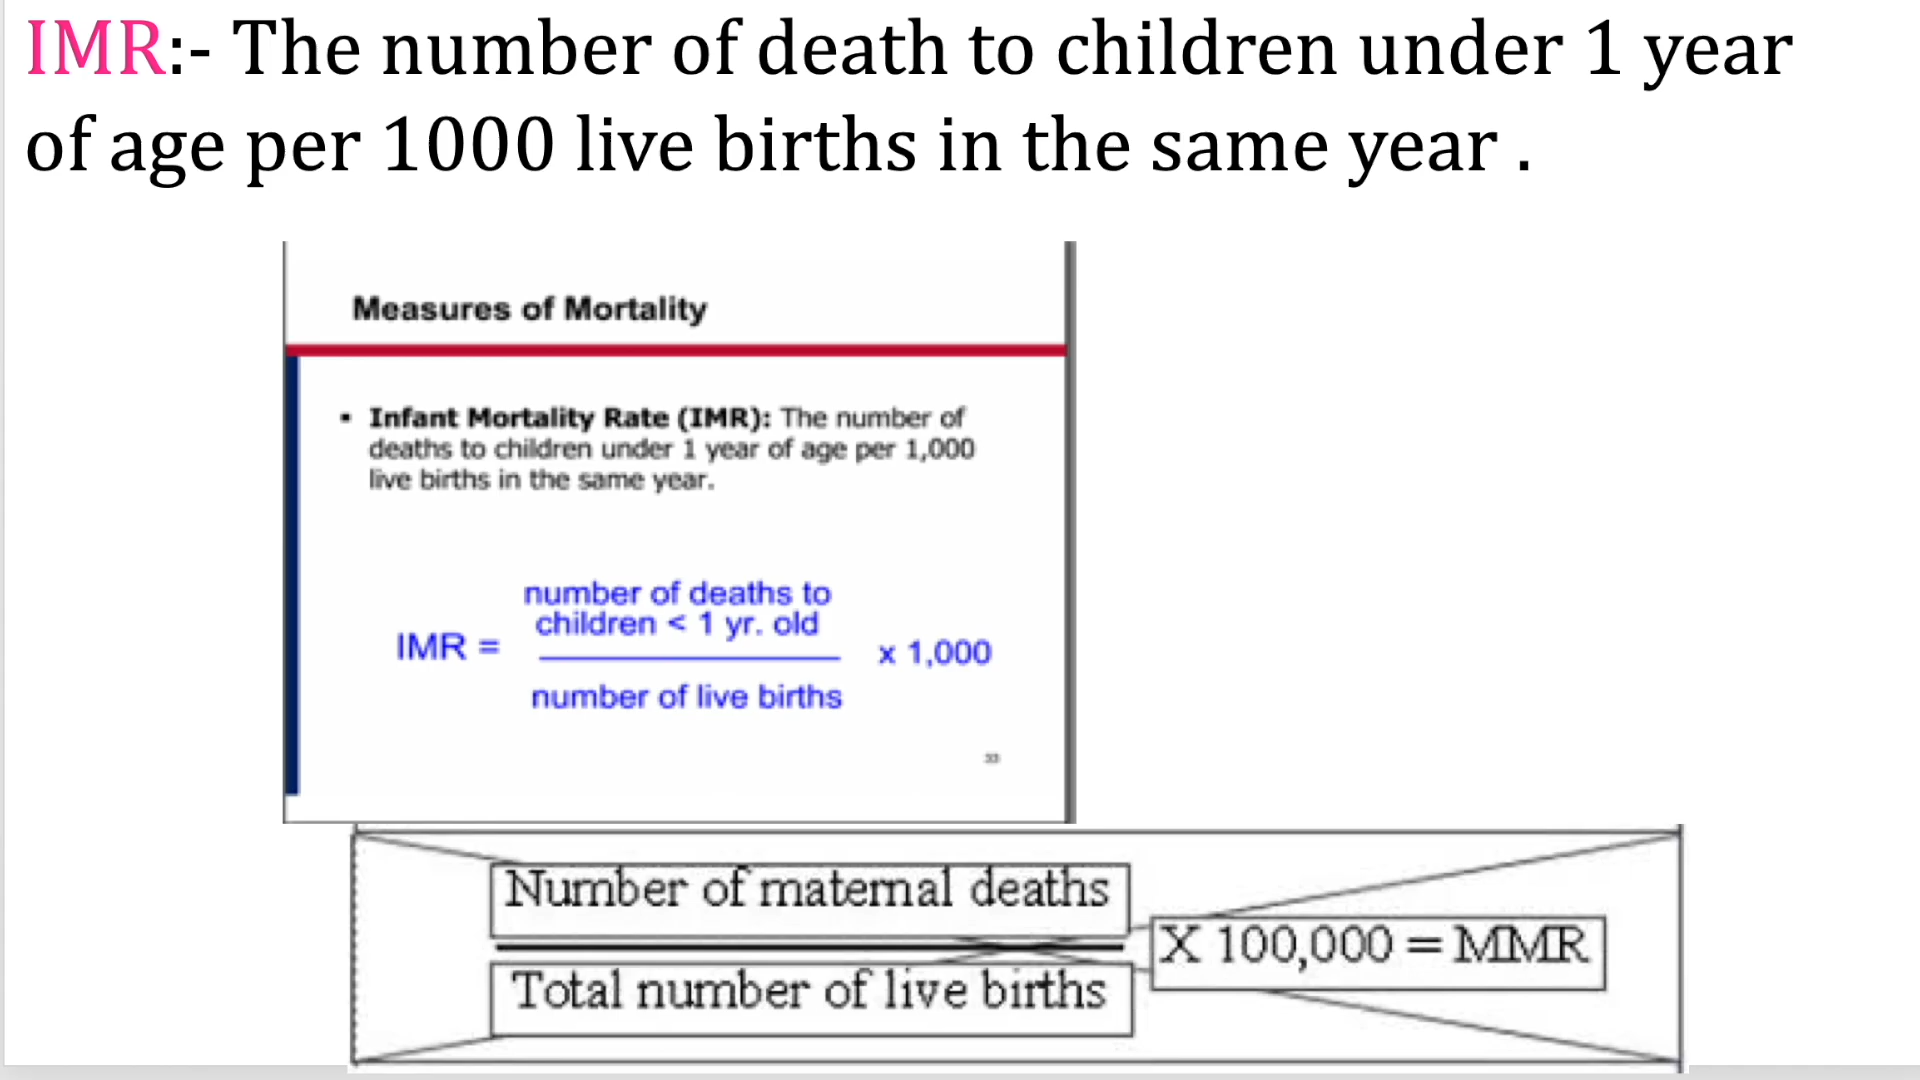 IMR:- The number of death to children under 1 year
of age per 1000 live births in the same year .
Measures of Mortality
▪ Infant Mortality Rate (IMR): The number of
deaths to children under 1 year of age per 1,000
live births in the same year.
number of deaths to
children < 1 yr. old
IMR =
x 1,000
number of live births
33
Number of maternal deaths
X 100,000 = MMR
Total number of live births